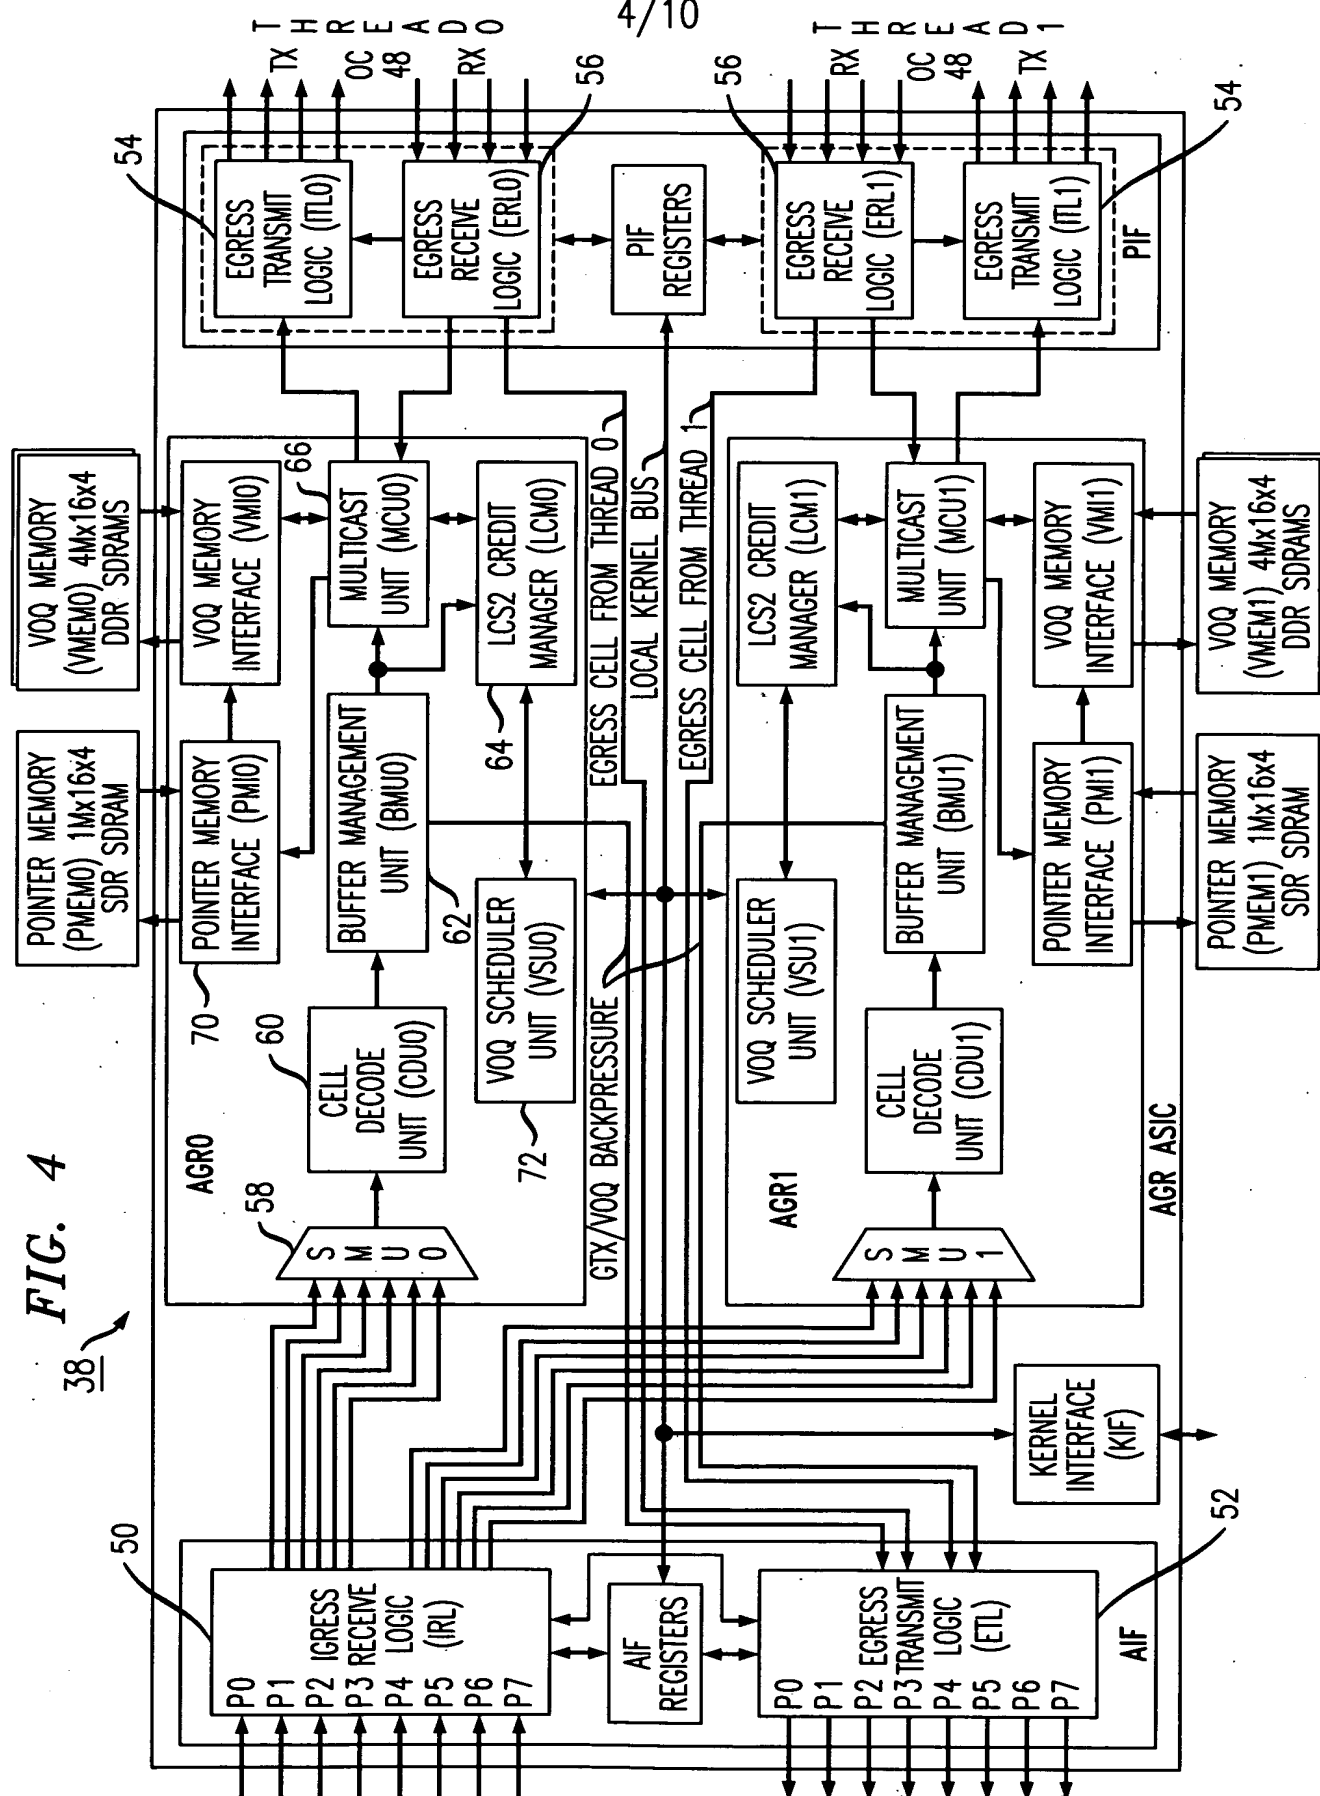 4/10
FIG. 4
38
THREAD 0
TX
OC
48
RX
THREAD 1
RX
OC
48
TX
54
56
56
54
EGRESS
TRANSMIT
LOGIC (ITL0)
EGRESS
RECEIVE
LOGIC (ERL0)
PIF
REGISTERS
EGRESS
RECEIVE
LOGIC (ERL1)
EGRESS
TRANSMIT
LOGIC (ITL1)
PIF
VOQ MEMORY
(VMEM0) 4Mx16x4
DDR SDRAMS
VOQ MEMORY
INTERFACE (VMI0)
66
MULTICAST
UNIT (MCU0)
LCS2 CREDIT
MANAGER (LCM0)
64
EGRESS CELL FROM THREAD 0
LOCAL KERNEL BUS
EGRESS CELL FROM THREAD 1
LCS2 CREDIT
MANAGER (LCM1)
MULTICAST
UNIT (MCU1)
VOQ MEMORY
INTERFACE (VMI1)
VOQ MEMORY
(VMEM1) 4Mx16x4
DDR SDRAMS
POINTER MEMORY
(PMEM0) 1Mx16x4
SDR SDRAM
POINTER MEMORY
INTERFACE (PMI0)
70
BUFFER MANAGEMENT
UNIT (BMU0)
62
VOQ SCHEDULER
UNIT (VSU0)
72
GTX/VOQ BACKPRESSURE
VOQ SCHEDULER
UNIT (VSU1)
BUFFER MANAGEMENT
UNIT (BMU1)
POINTER MEMORY
INTERFACE (PMI1)
POINTER MEMORY
(PMEM1) 1Mx16x4
SDR SDRAM
AGR0
60
CELL
DECODE
UNIT (CDU0)
58
SMU0
AGR1
CELL
DECODE
UNIT (CDU1)
SMU1
AGR ASIC
KERNEL
INTERFACE
(KIF)
50
IGRESS
RECEIVE
LOGIC
(IRL)
P0
P1
P2
P3
P4
P5
P6
P7
AIF
REGISTERS
52
EGRESS
TRANSMIT
LOGIC
(ETL)
P0
P1
P2
P3
P4
P5
P6
P7
AIF